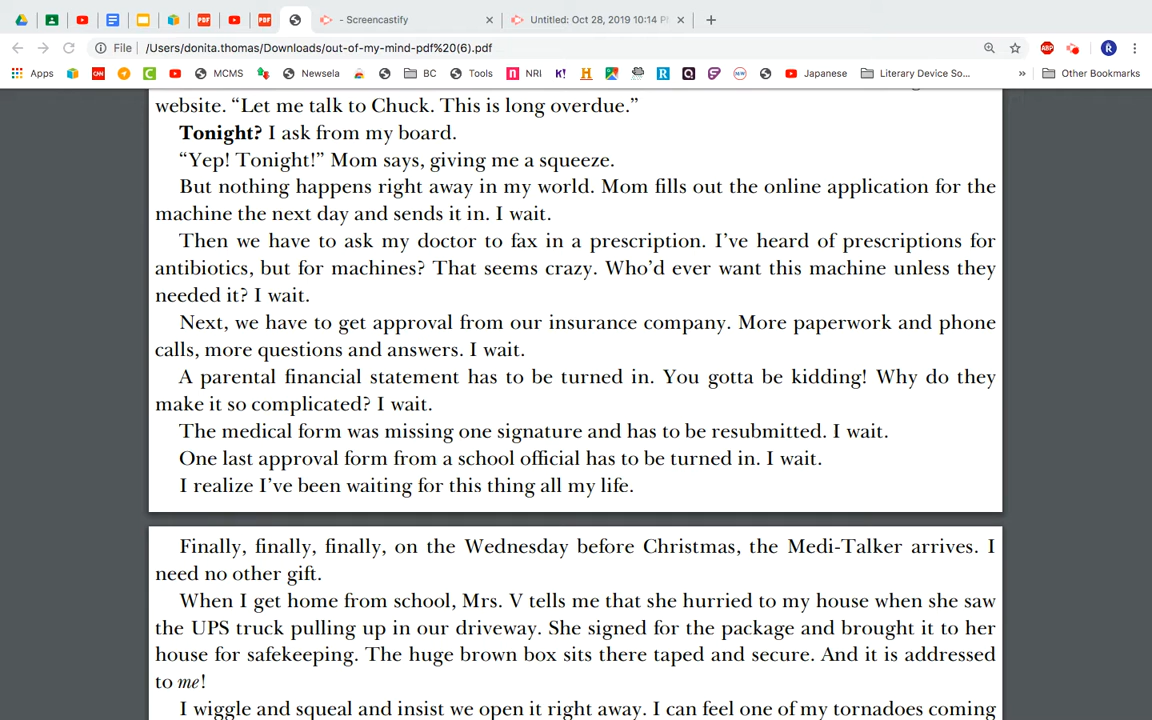 - Screencastify
Untitled: Oct 28, 2019 10:14 P
File
/Users/donita.thomas/Downloads/out-of-my-mind-pdf%20(6).pdf
Apps
MCMS
Newsela
BC
Tools
NRI
Japanese
Literary Device So...
»
Other Bookmarks
website. “Let me talk to Chuck. This is long overdue.”
Tonight? I ask from my board.
“Yep! Tonight!” Mom says, giving me a squeeze.
But nothing happens right away in my world. Mom fills out the online application for the
machine the next day and sends it in. I wait.
Then we have to ask my doctor to fax in a prescription. I’ve heard of prescriptions for
antibiotics, but for machines? That seems crazy. Who’d ever want this machine unless they
needed it? I wait.
Next, we have to get approval from our insurance company. More paperwork and phone
calls, more questions and answers. I wait.
A parental financial statement has to be turned in. You gotta be kidding! Why do they
make it so complicated? I wait.
The medical form was missing one signature and has to be resubmitted. I wait.
One last approval form from a school official has to be turned in. I wait.
I realize I’ve been waiting for this thing all my life.
Finally, finally, finally, on the Wednesday before Christmas, the Medi-Talker arrives. I
need no other gift.
When I get home from school, Mrs. V tells me that she hurried to my house when she saw
the UPS truck pulling up in our driveway. She signed for the package and brought it to her
house for safekeeping. The huge brown box sits there taped and secure. And it is addressed
to me!
I wiggle and squeal and insist we open it right away. I can feel one of my tornadoes coming